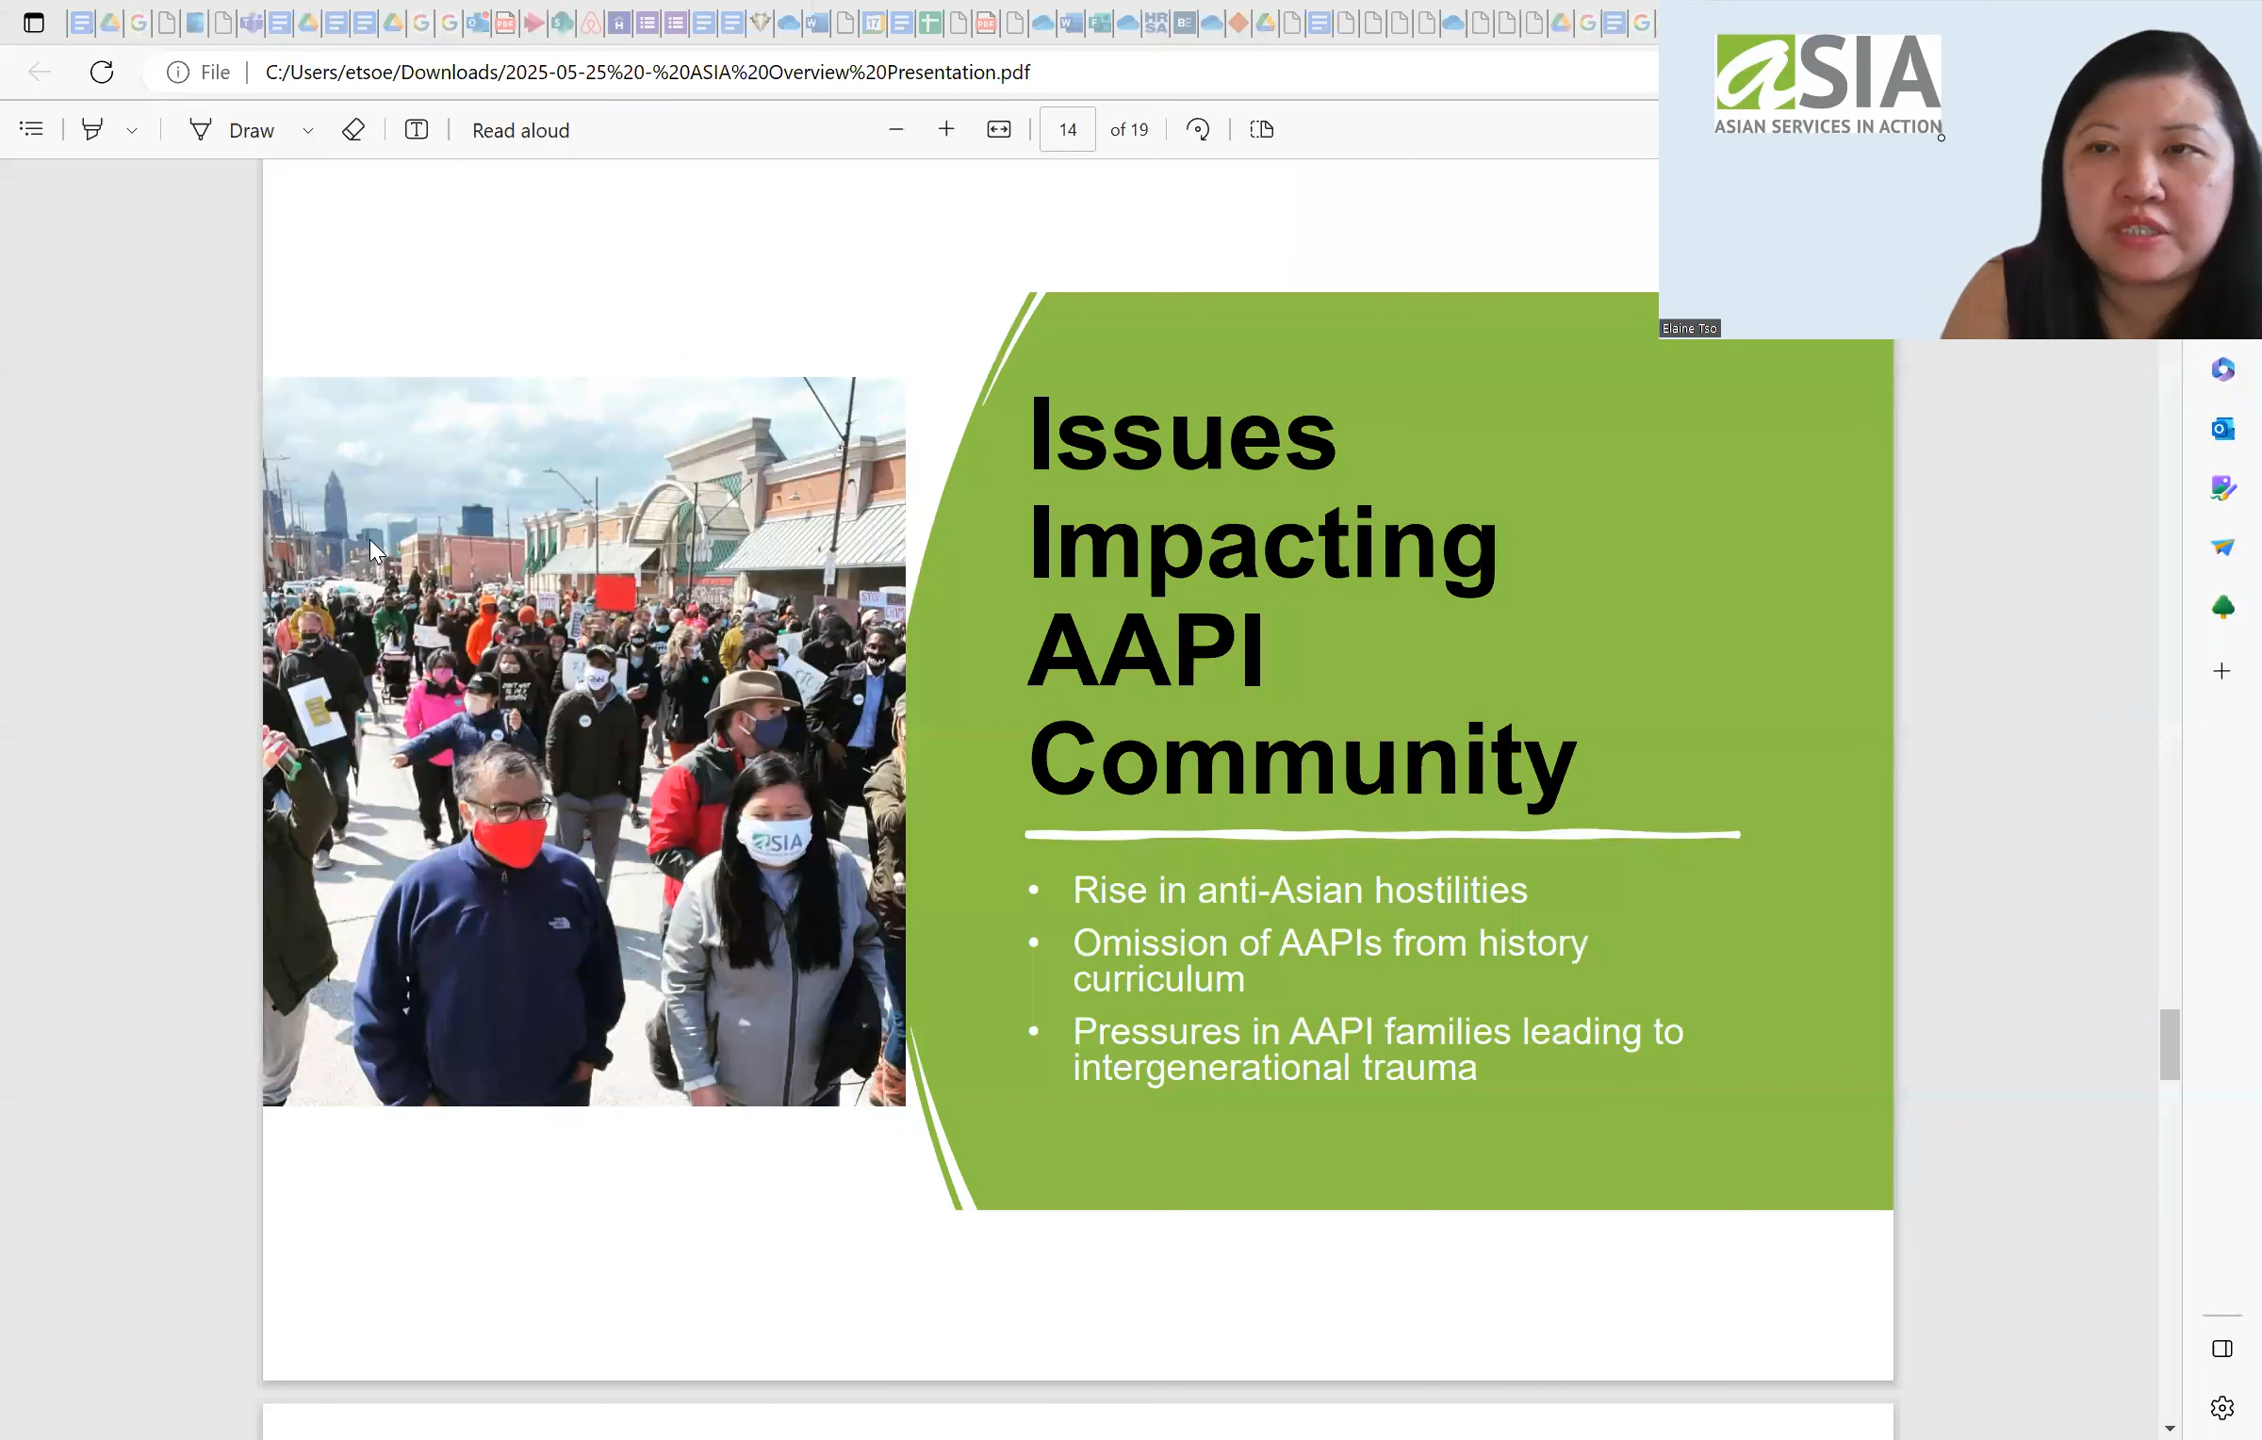 File
C:/Users/etsoe/Downloads/2025-05-25%20-%20ASIA%20Overview%20Presentation.pdf
Draw
Read aloud
14
of 19
aSIA
ASIAN SERVICES IN ACTION
Elaine Tso
Issues
Impacting
AAPI
Community
• Rise in anti-Asian hostilities
• Omission of AAPIs from history
curriculum
• Pressures in AAPI families leading to
intergenerational trauma
aSIA